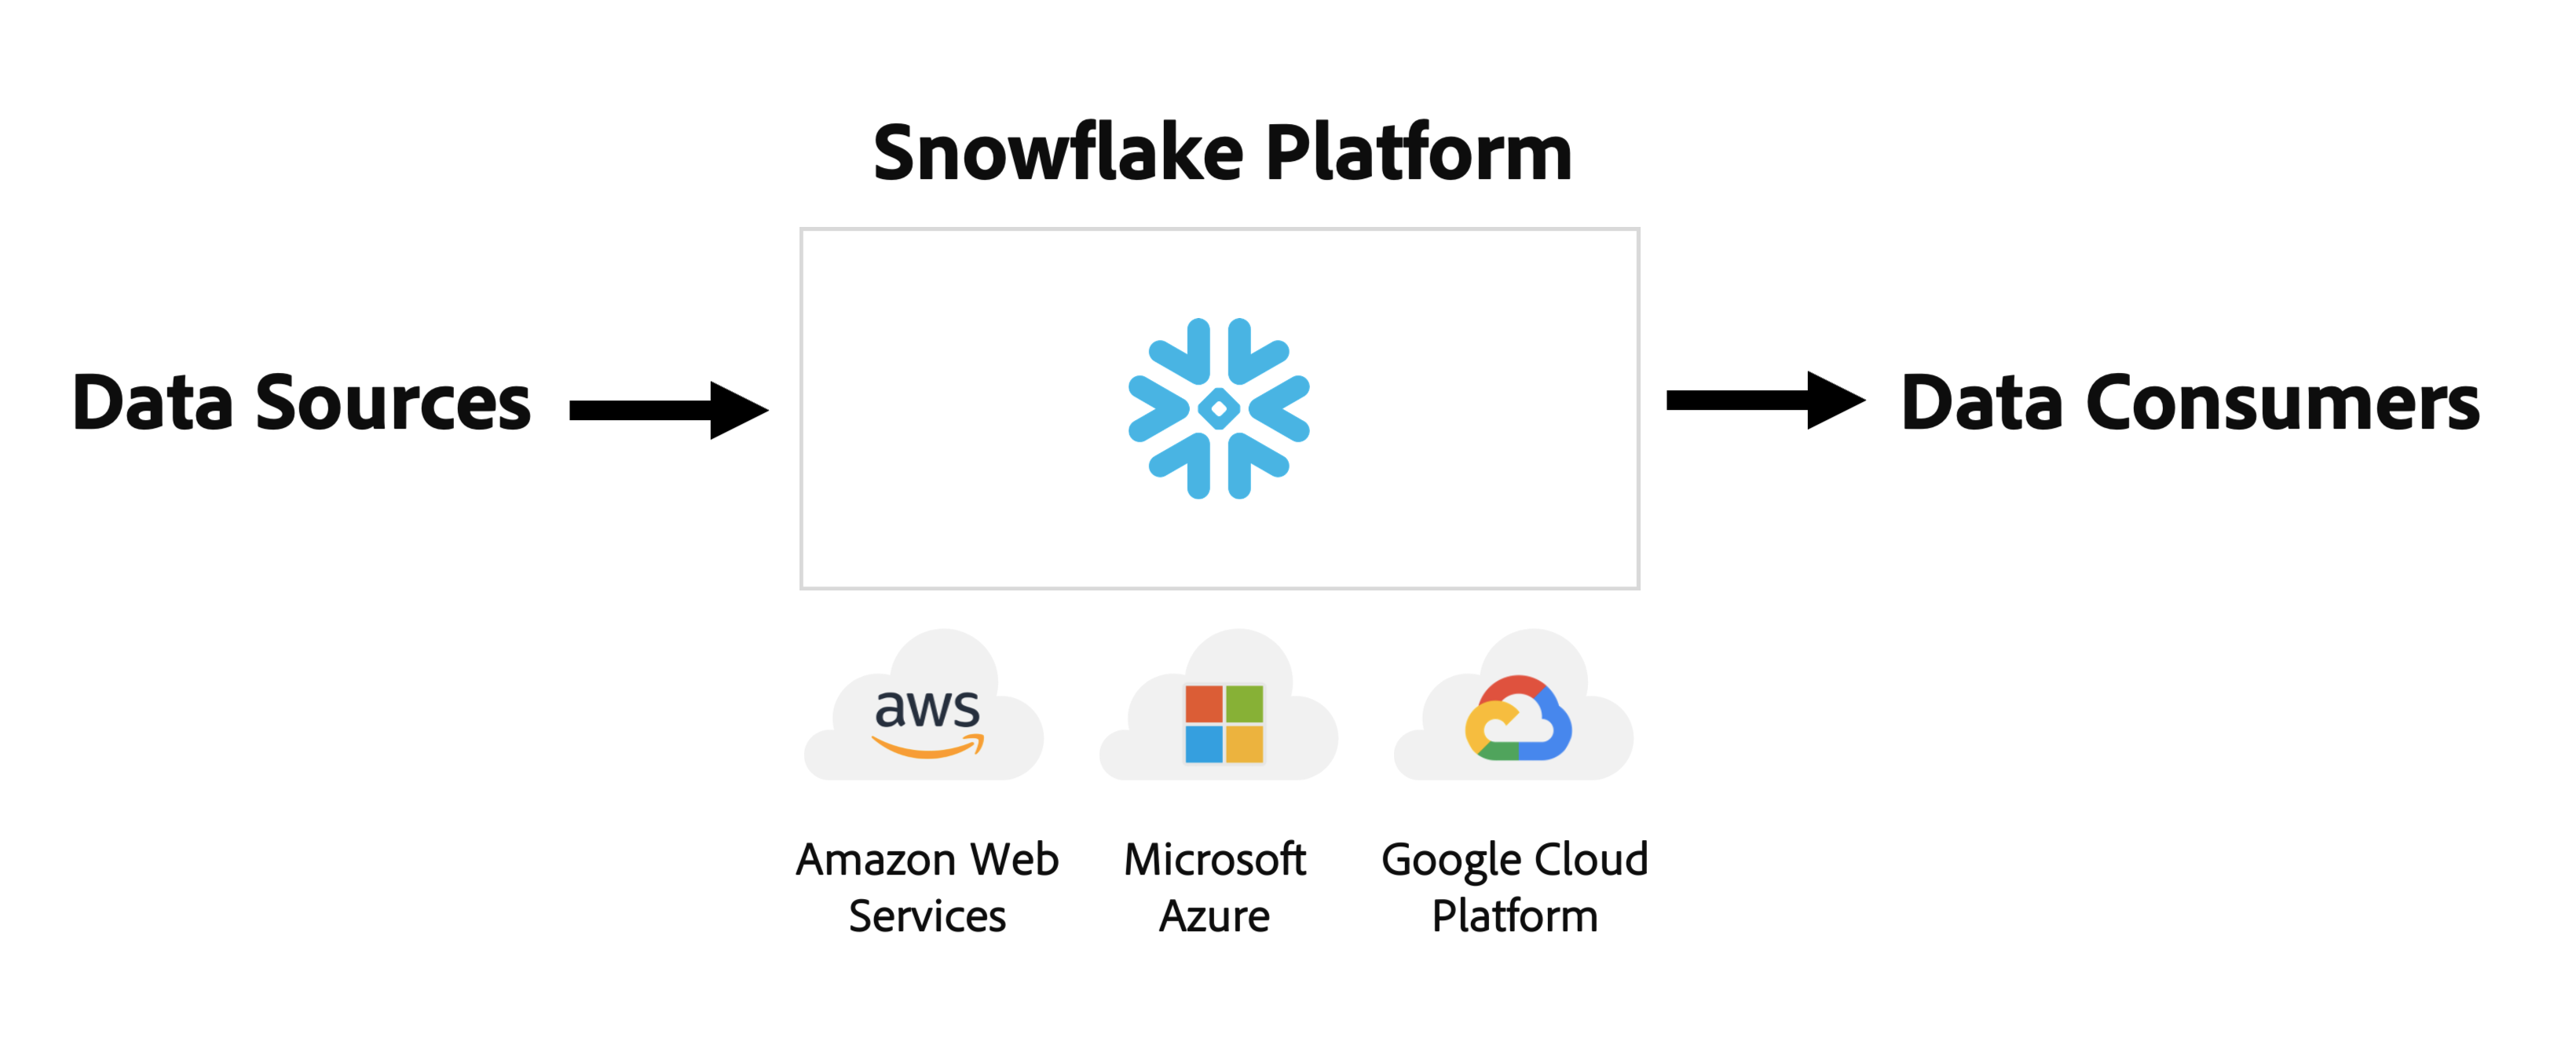 Snowflake Platform
Data Sources
Data Consumers
aws
Amazon Web
Services
Microsoft
Azure
Google Cloud
Platform